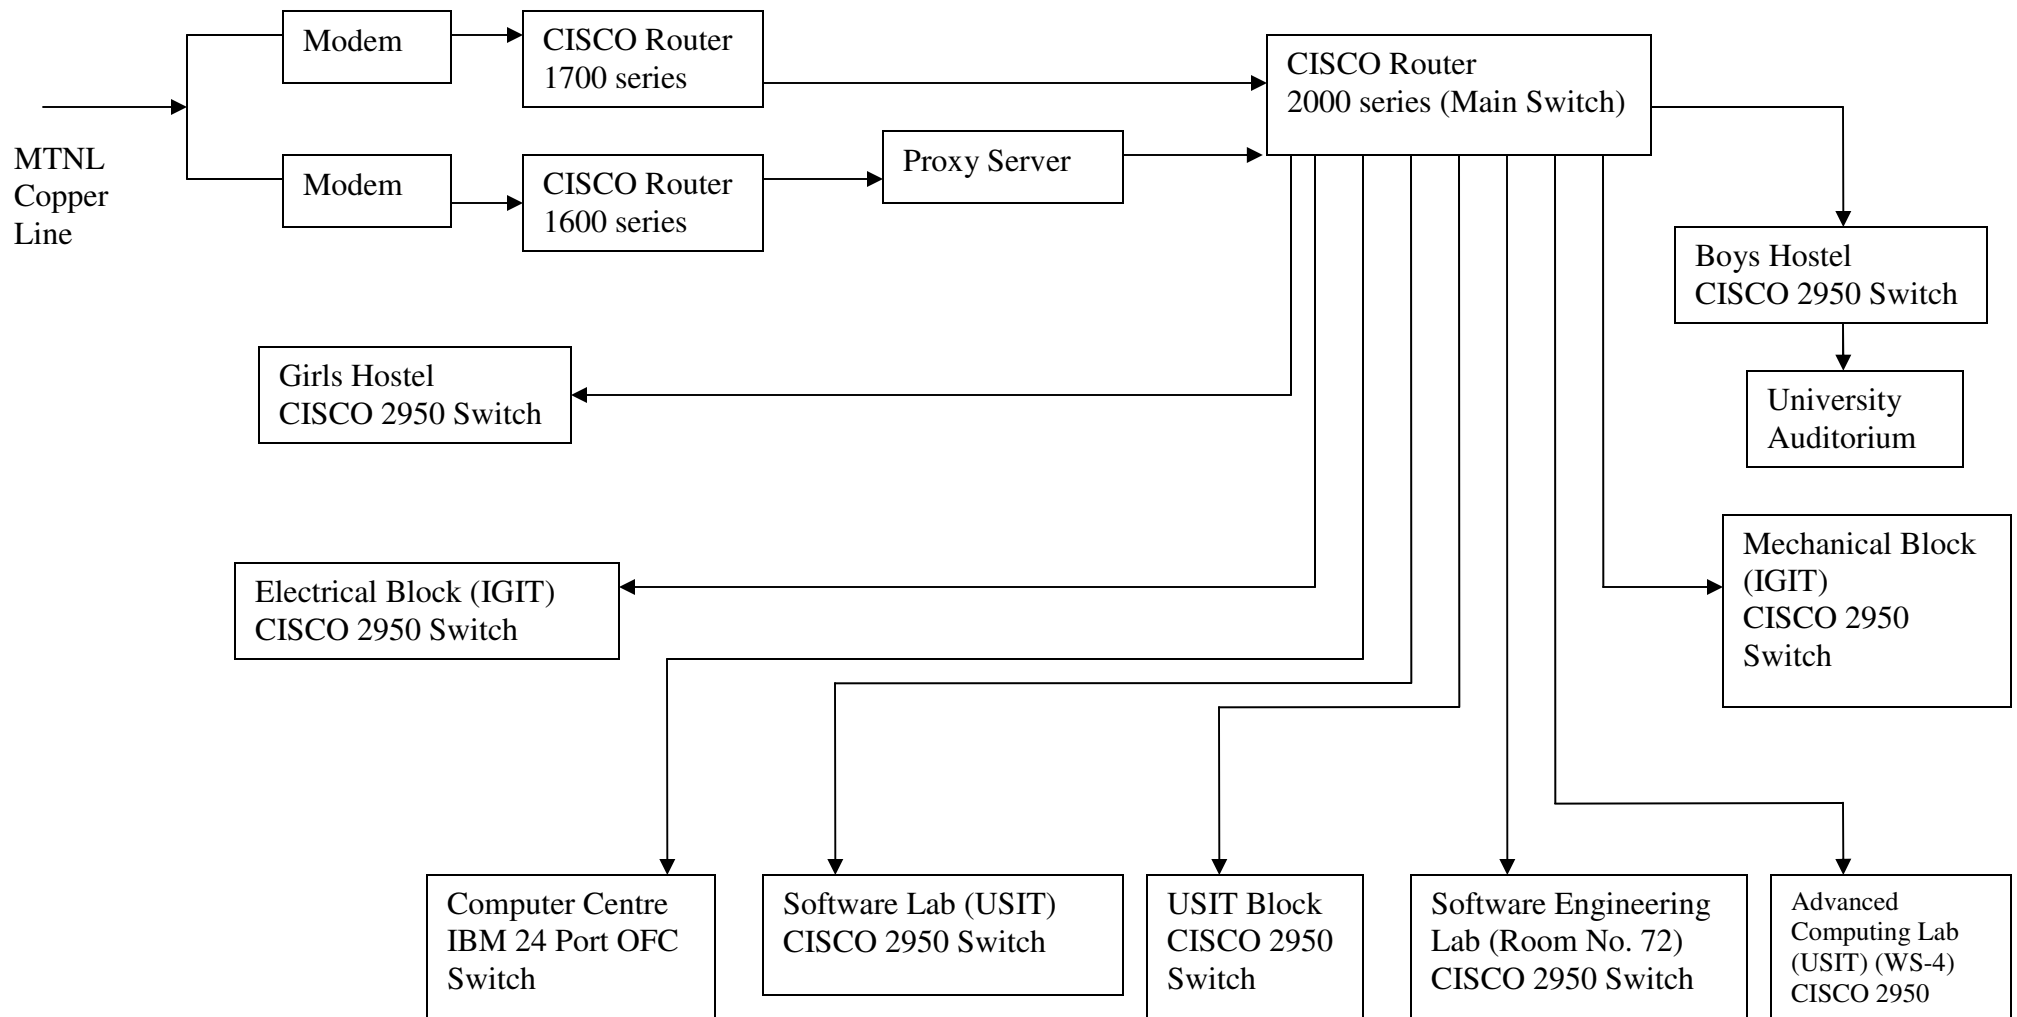 Modem
CISCO Router
1700 series
CISCO Router
2000 series (Main Switch)
MTNL
Copper
Line
Modem
CISCO Router
1600 series
Proxy Server
Boys Hostel
CISCO 2950 Switch
Girls Hostel
CISCO 2950 Switch
University
Auditorium
Electrical Block (IGIT)
CISCO 2950 Switch
Mechanical Block
(IGIT)
CISCO 2950
Switch
Computer Centre
IBM 24 Port OFC
Switch
Software Lab (USIT)
CISCO 2950 Switch
USIT Block
CISCO 2950
Switch
Software Engineering
Lab (Room No. 72)
CISCO 2950 Switch
Advanced
Computing Lab
(USIT) (WS-4)
CISCO 2950